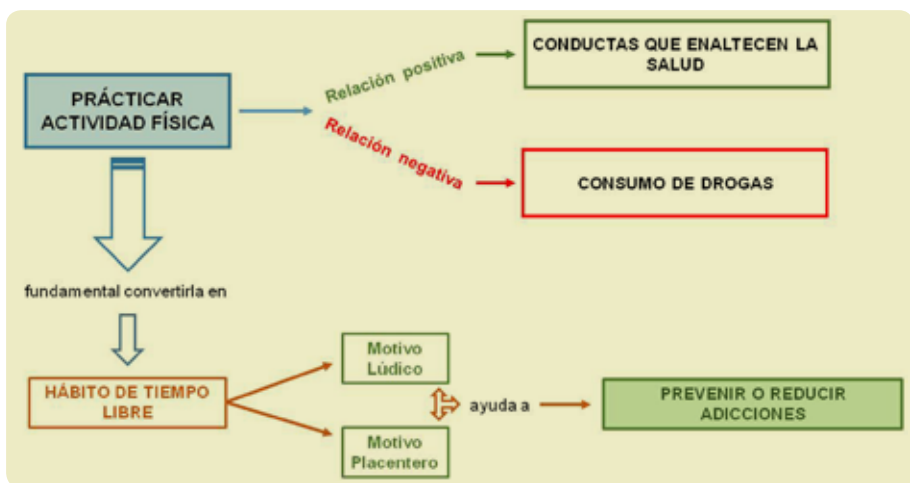 PRÁCTICAR
ACTIVIDAD FÍSICA
Relación positiva
CONDUCTAS QUE ENALTECEN LA
SALUD
Relación negativa
CONSUMO DE DROGAS
fundamental convertirla en
HÁBITO DE TIEMPO
LIBRE
Motivo
Lúdico
Motivo
Placentero
ayuda a
PREVENIR O REDUCIR
ADICCIONES